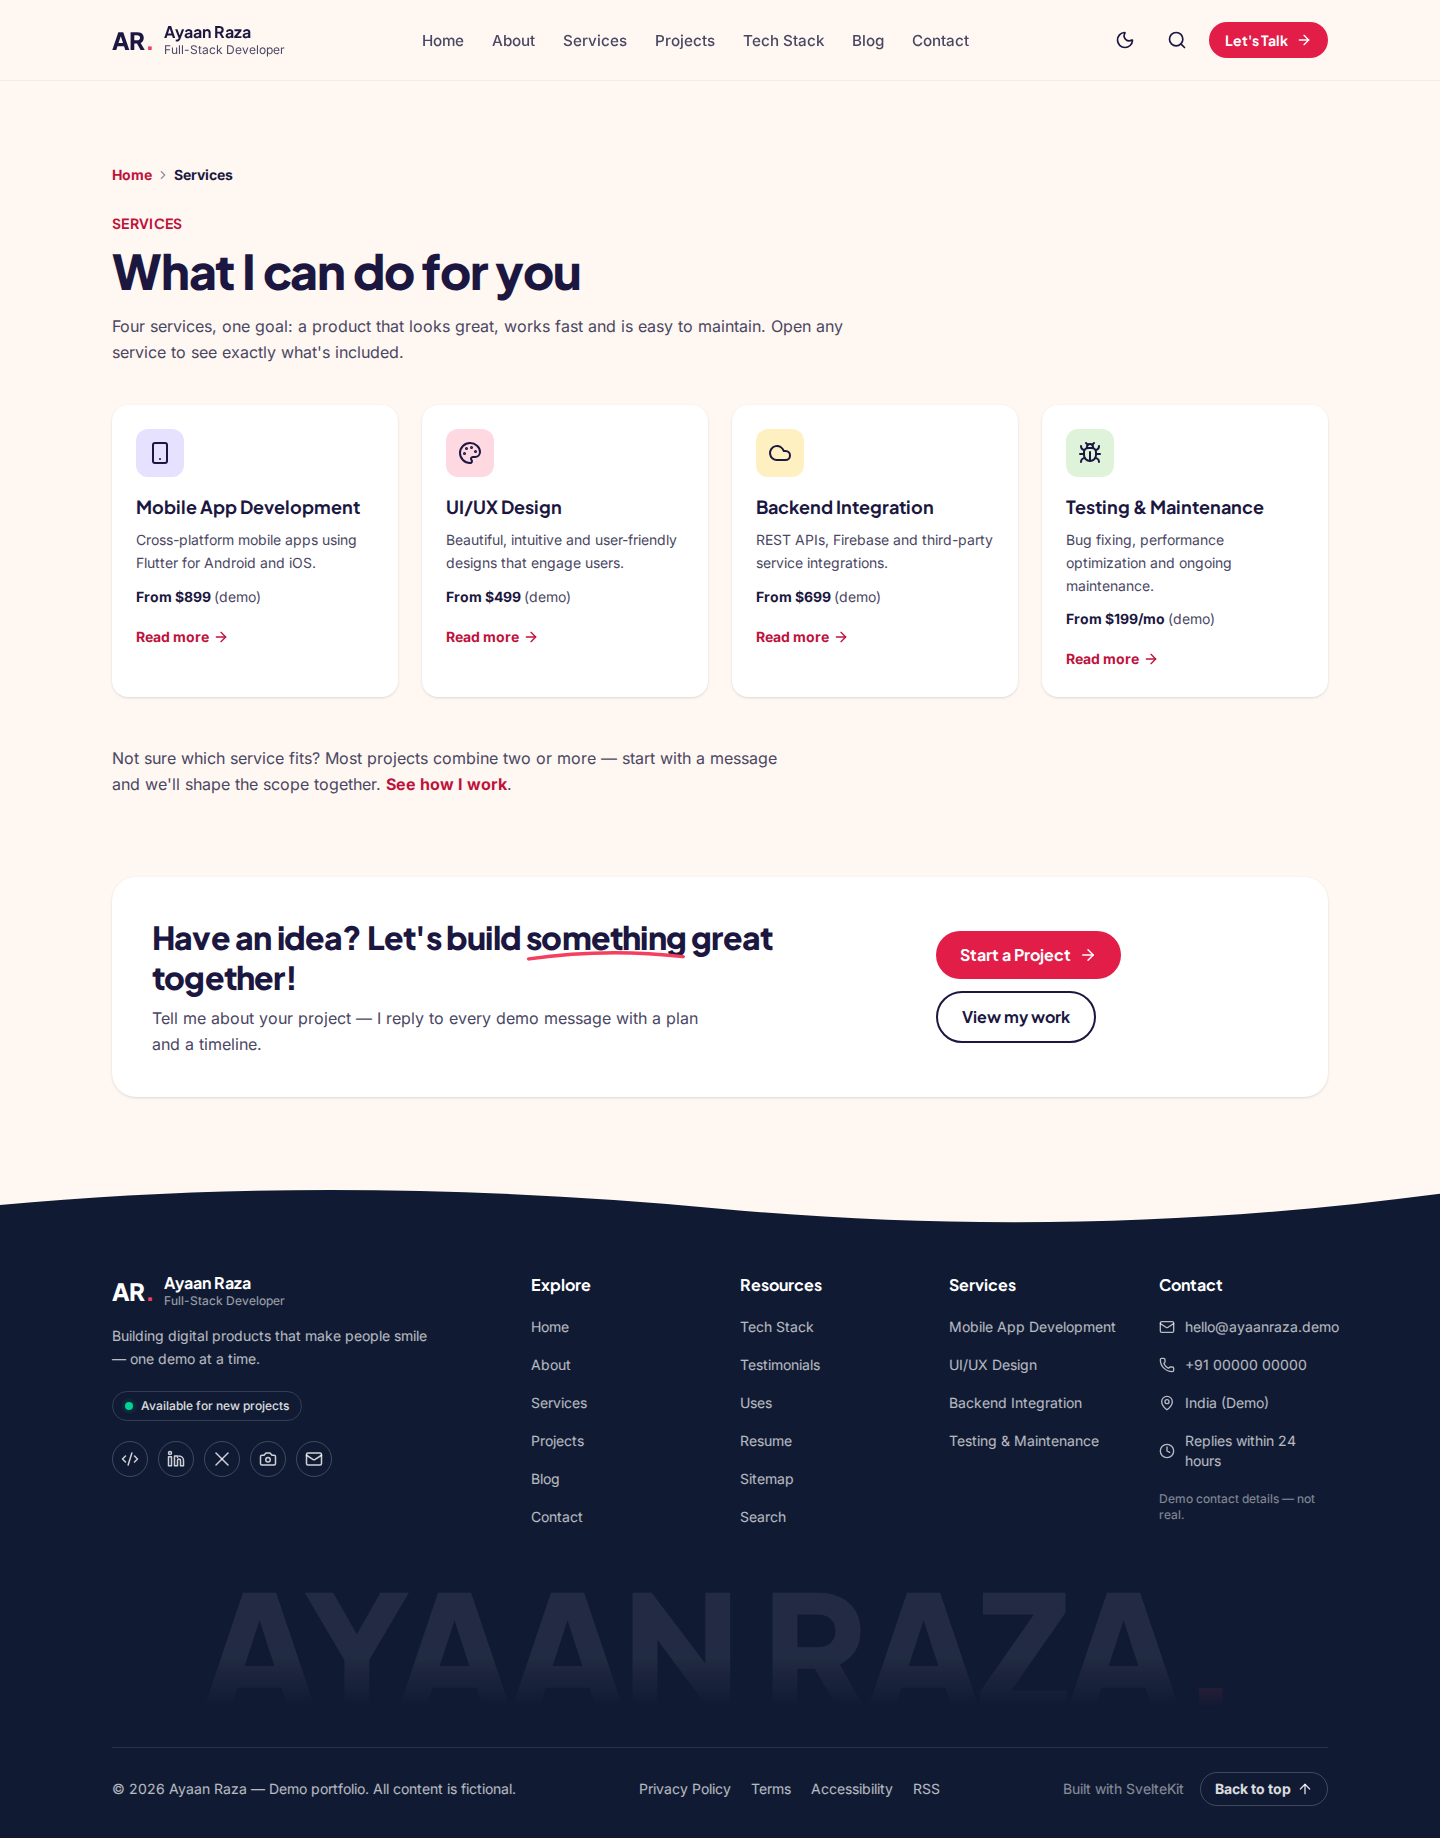 AR.
Ayaan Raza
Full-Stack Developer
Home
About
Services
Projects
Tech Stack
Blog
Contact
Let's Talk
Home
Services
SERVICES
What I can do for you
Four services, one goal: a product that looks great, works fast and is easy to maintain. Open any
service to see exactly what's included.
Mobile App Development
Cross-platform mobile apps using
Flutter for Android and iOS.
From $899 (demo)
Read more
UI/UX Design
Beautiful, intuitive and user-friendly
designs that engage users.
From $499 (demo)
Read more
Backend Integration
REST APIs, Firebase and third-party
service integrations.
From $699 (demo)
Read more
Testing & Maintenance
Bug fixing, performance
optimization and ongoing
maintenance.
From $199/mo (demo)
Read more
Not sure which service fits? Most projects combine two or more — start with a message
and we'll shape the scope together. See how I work.
Have an idea? Let's build something great
together!
Tell me about your project — I reply to every demo message with a plan
and a timeline.
Start a Project
View my work
AR.
Ayaan Raza
Full-Stack Developer
Building digital products that make people smile
— one demo at a time.
Available for new projects
Explore
Home
About
Services
Projects
Blog
Contact
Resources
Tech Stack
Testimonials
Uses
Resume
Sitemap
Search
Services
Mobile App Development
UI/UX Design
Backend Integration
Testing & Maintenance
Contact
hello@ayaanraza.demo
+91 00000 00000
India (Demo)
Replies within 24
hours
Demo contact details — not
real.
AYAAN RAZA.
© 2026 Ayaan Raza — Demo portfolio. All content is fictional.
Privacy Policy
Terms
Accessibility
RSS
Built with SvelteKit
Back to top